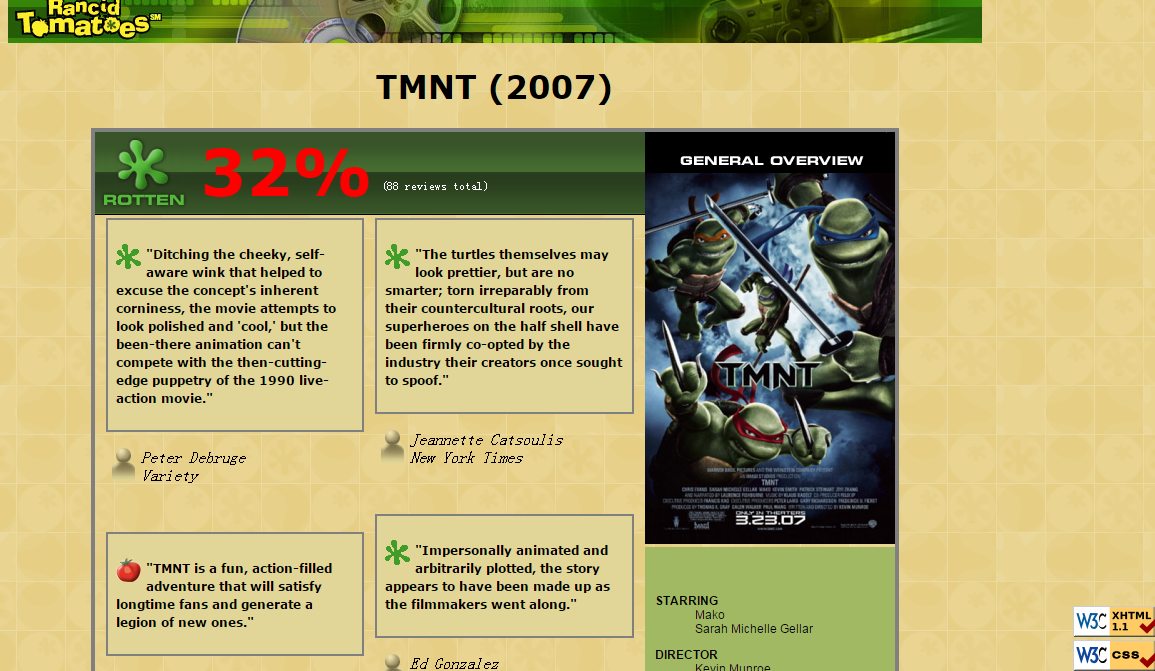 Rancid
Tomatoes℠
TMNT (2007)
ROTTEN
32%
(88 reviews total)
"Ditching the cheeky, self-
aware wink that helped to
excuse the concept's inherent
corniness, the movie attempts to
look polished and 'cool,' but the
been-there animation can't
compete with the then-cutting-
edge puppetry of the 1990 live-
action movie."
Peter Debruge
Variety
"TMNT is a fun, action-filled
adventure that will satisfy
longtime fans and generate a
legion of new ones."
"The turtles themselves may
look prettier, but are no
smarter; torn irreparably from
their countercultural roots, our
superheroes on the half shell have
been firmly co-opted by the
industry their creators once sought
to spoof."
Jeannette Catsoulis
New York Times
"Impersonally animated and
arbitrarily plotted, the story
appears to have been made up as
the filmmakers went along."
Ed Gonzalez
GENERAL OVERVIEW
TMNT
TMNT
ONLY IN THEATERS
3.23.07
STARRING
Mako
Sarah Michelle Gellar
DIRECTOR
Kevin Munroe
W3C XHTML
1.1
W3C CSS